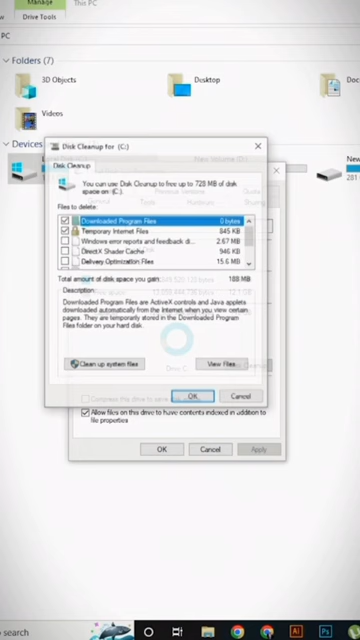 Manage
This PC
Drive Tools
PC
Folders (7)
3D Objects
Desktop
Doc
Videos
Devices
New
281
Disk Cleanup for (C:)
Disk Cleanup
You can use Disk Cleanup to free up to 728 MB of disk
space on (C:).
Files to delete:
Downloaded Program Files 0 bytes
Temporary Internet Files 845 KB
Windows error reports and feedback di... 2.67 MB
DirectX Shader Cache 946 KB
Delivery Optimization Files 15.6 MB
Total amount of disk space you gain: 188 MB
Description
Downloaded Program Files are ActiveX controls and Java applets
downloaded automatically from the Internet when you view certain
pages. They are temporarily stored in the Downloaded Program
Files folder on your hard disk.
Drive C:
Clean up system files
View Files
OK
Cancel
Allow files on this drive to have contents indexed in addition to
file properties
OK
Cancel
Apply
search
Ai
Ps